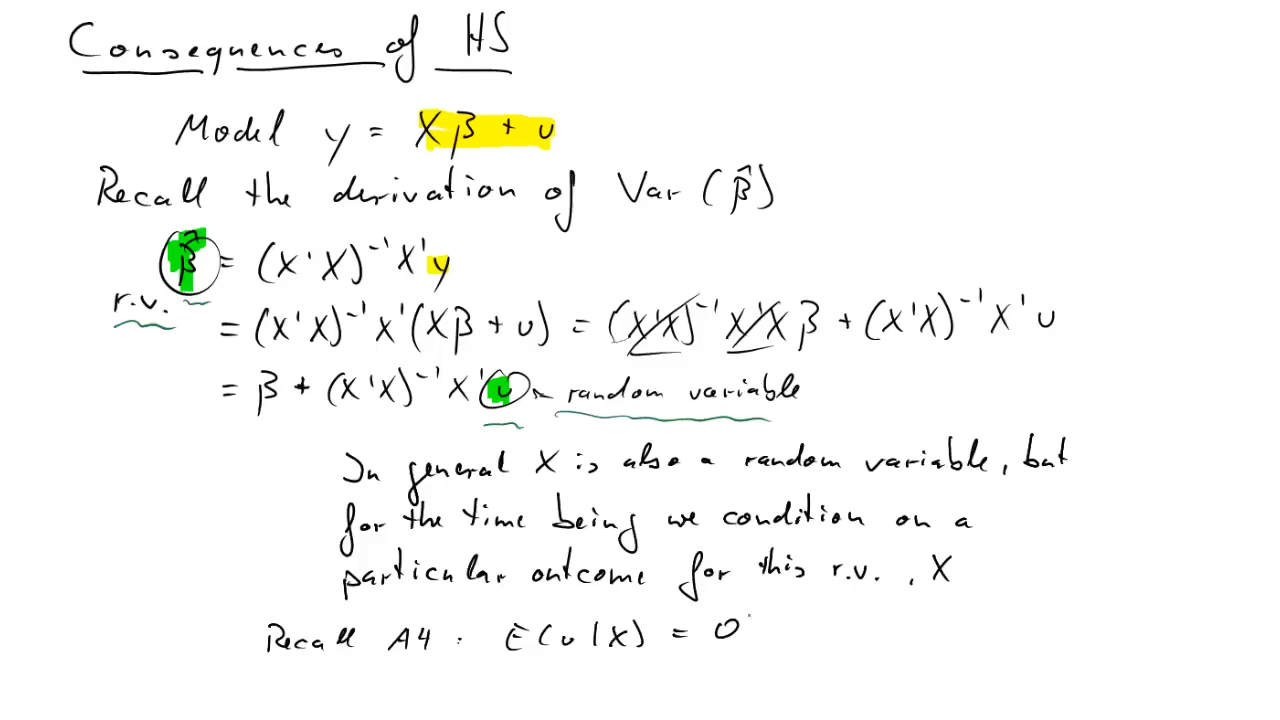 Consequences of HS
Model y = Xβ + u
Recall the derivation of Var(β̂)
β̂ = (X'X)⁻¹X'y
r.v. = (X'X)⁻¹X'(Xβ + u) = (X'X)⁻¹X'Xβ + (X'X)⁻¹X'u
= β + (X'X)⁻¹X'u ~ random variable
In general X is also a random variable, but
for the time being we condition on a
particular outcome for this r.v., X
Recall A4: E(u|X) = 0